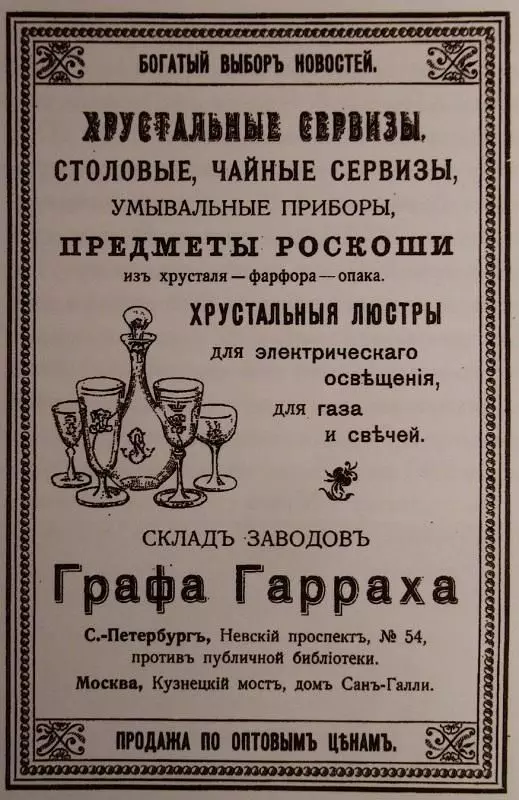 БОГАТЫЙ ВЫБОРЪ НОВОСТЕЙ.
ХРУСТАЛЬНЫЕ СЕРВИЗЫ,
СТОЛОВЫЕ, ЧАЙНЫЕ СЕРВИЗЫ,
УМЫВАЛЬНЫЕ ПРИБОРЫ,
ПРЕДМЕТЫ РОСКОШИ
изъ хрусталя — фарфора — опака.
ХРУСТАЛЬНЫЯ ЛЮСТРЫ
для электрическаго
освѣщенія,
для газа
и свѣчей.
СКЛАДЪ ЗАВОДОВЪ
Графа Гарраха
С.-Петербургъ, Невскій проспектъ, № 54,
противъ публичной библіотеки.
Москва, Кузнецкій мостъ, домъ Санъ-Галли.
ПРОДАЖА ПО ОПТОВЫМЪ ЦѢНАМЪ.